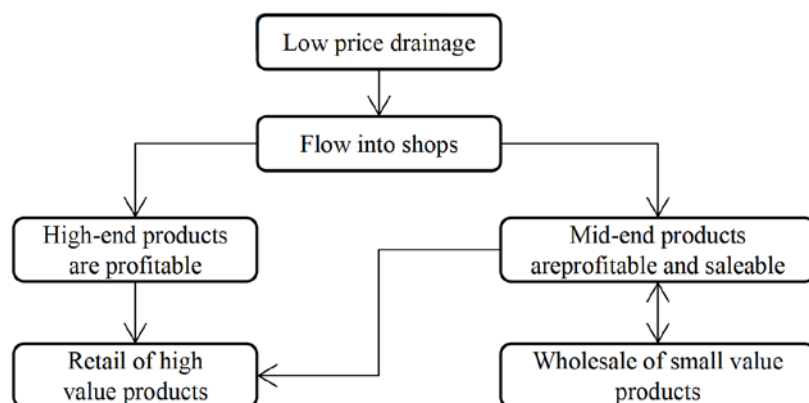 Low price drainage
Flow into shops
High-end products
are profitable
Mid-end products
areprofitable and saleable
Retail of high
value products
Wholesale of small value
products